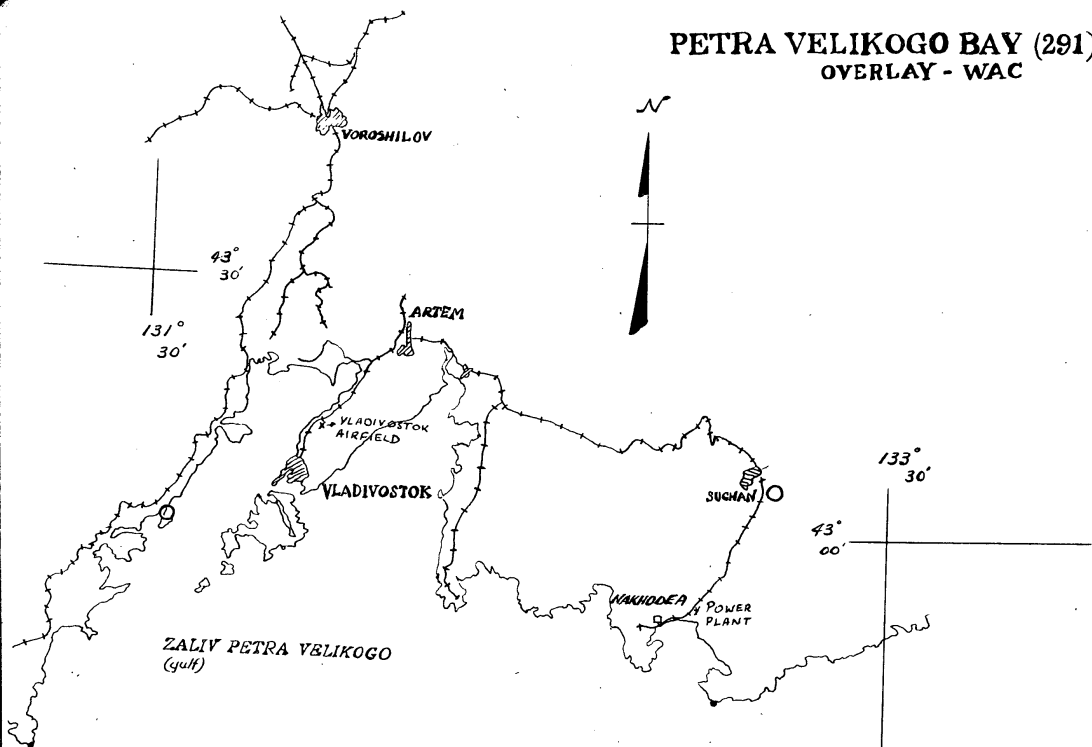 PETRA VELIKOGO BAY (291)
OVERLAY - WAC
N
VOROSHILOV
43°
30'
131°
30'
ARTEM
VLADIVOSTOK
AIRFIELD
VLADIVOSTOK
133°
30'
SUCHAN
43°
00'
NAKHODEA
POWER
PLANT
ZALIV PETRA VELIKOGO
(gulf)